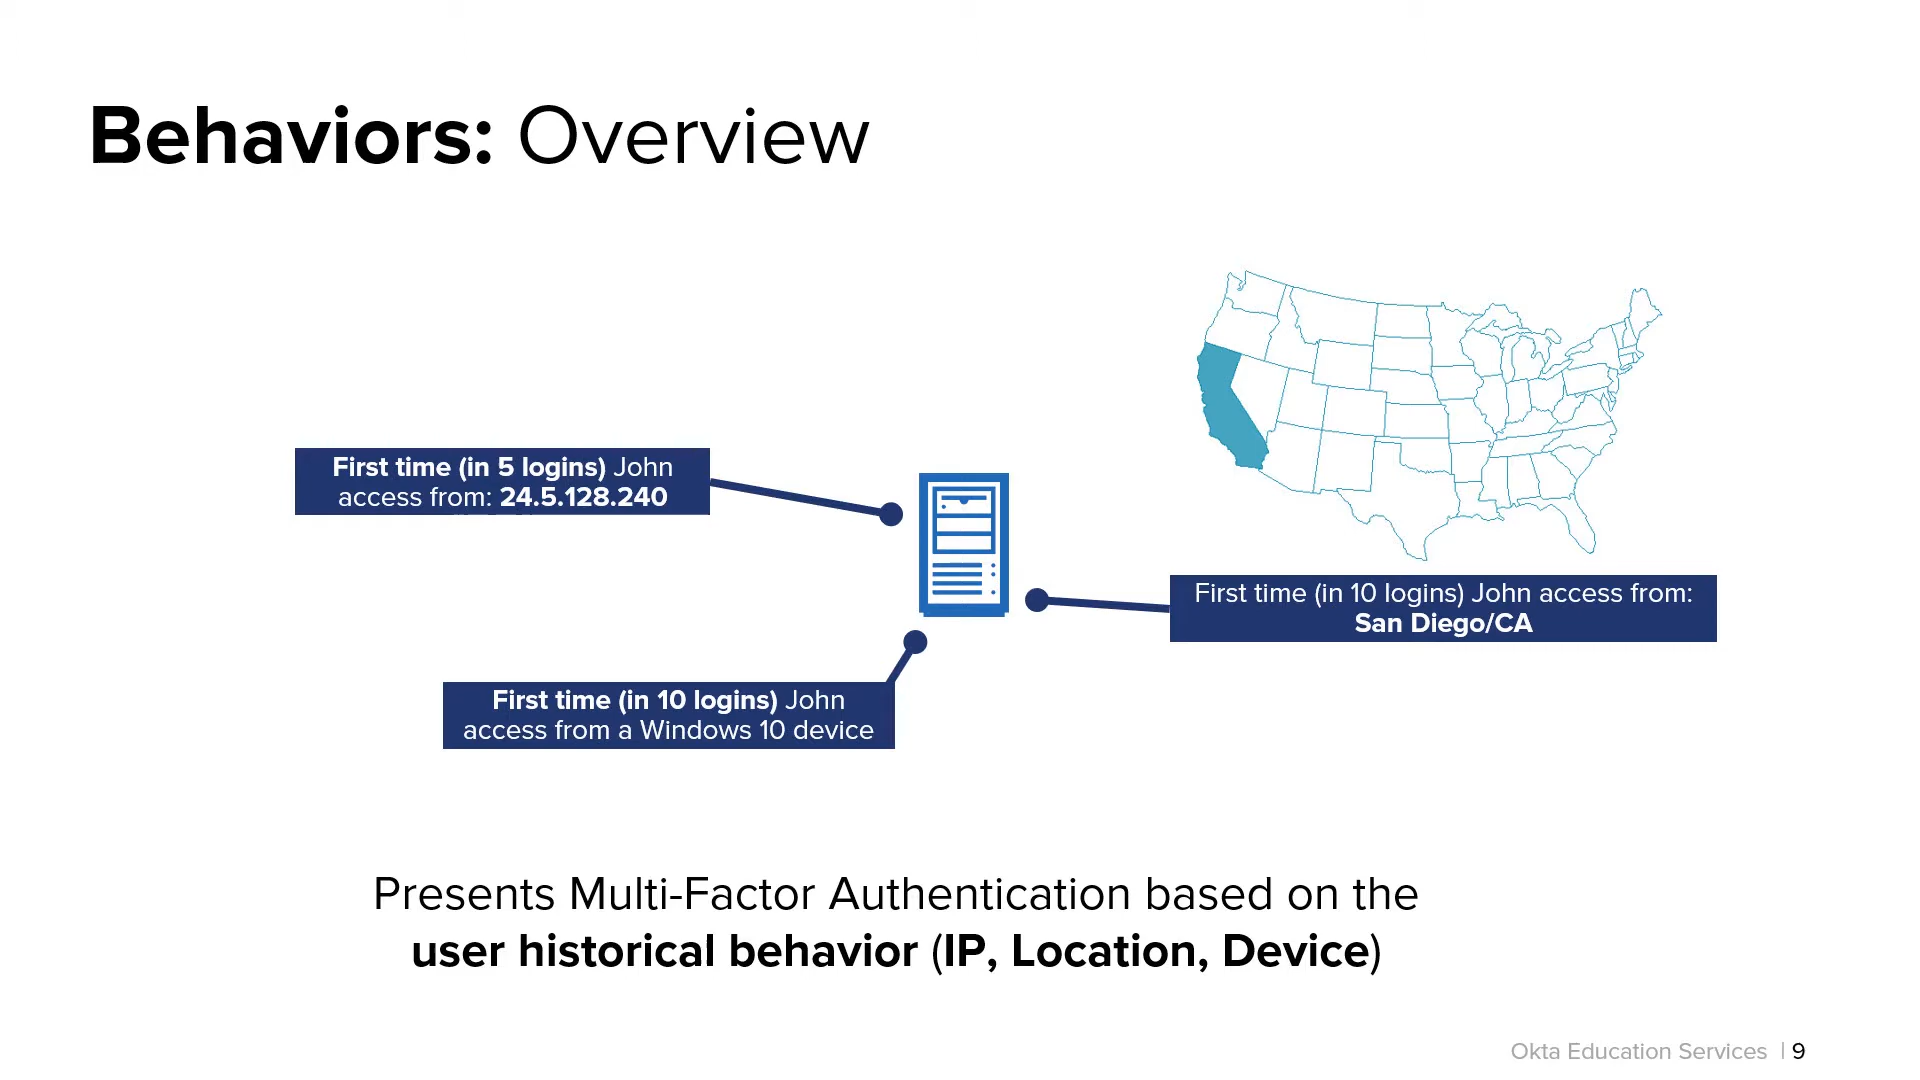 Behaviors: Overview
First time (in 5 logins) John
access from: 24.5.128.240
First time (in 10 logins) John access from:
San Diego/CA
First time (in 10 logins) John
access from a Windows 10 device
Presents Multi-Factor Authentication based on the
user historical behavior (IP, Location, Device)
Okta Education Services | 9